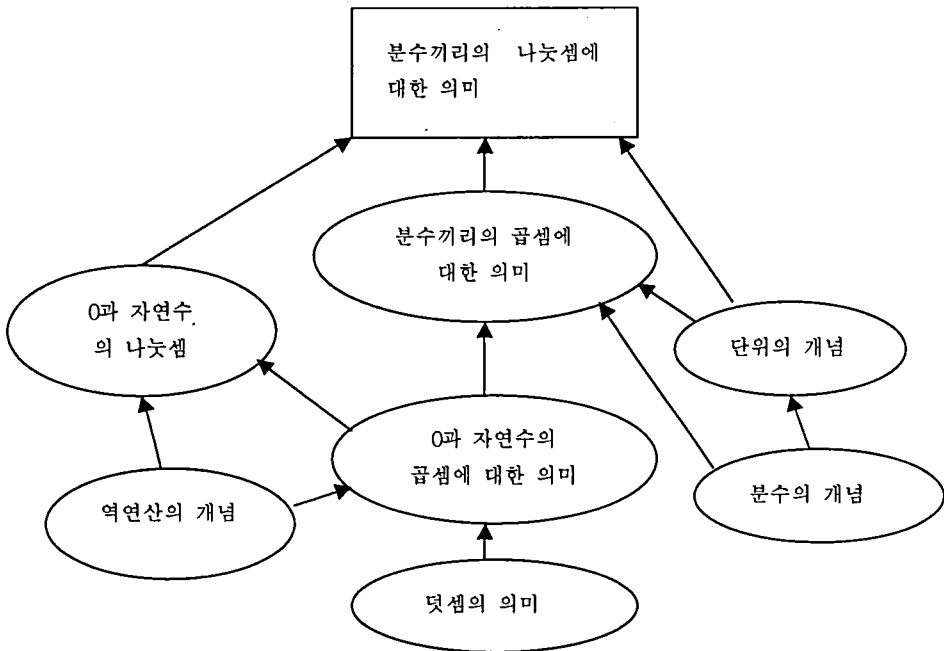 분수끼리의 나눗셈에
대한 의미
분수끼리의 곱셈에
대한 의미
0과 자연수
의 나눗셈
단위의 개념
0과 자연수의
곱셈에 대한 의미
분수의 개념
역연산의 개념
덧셈의 의미